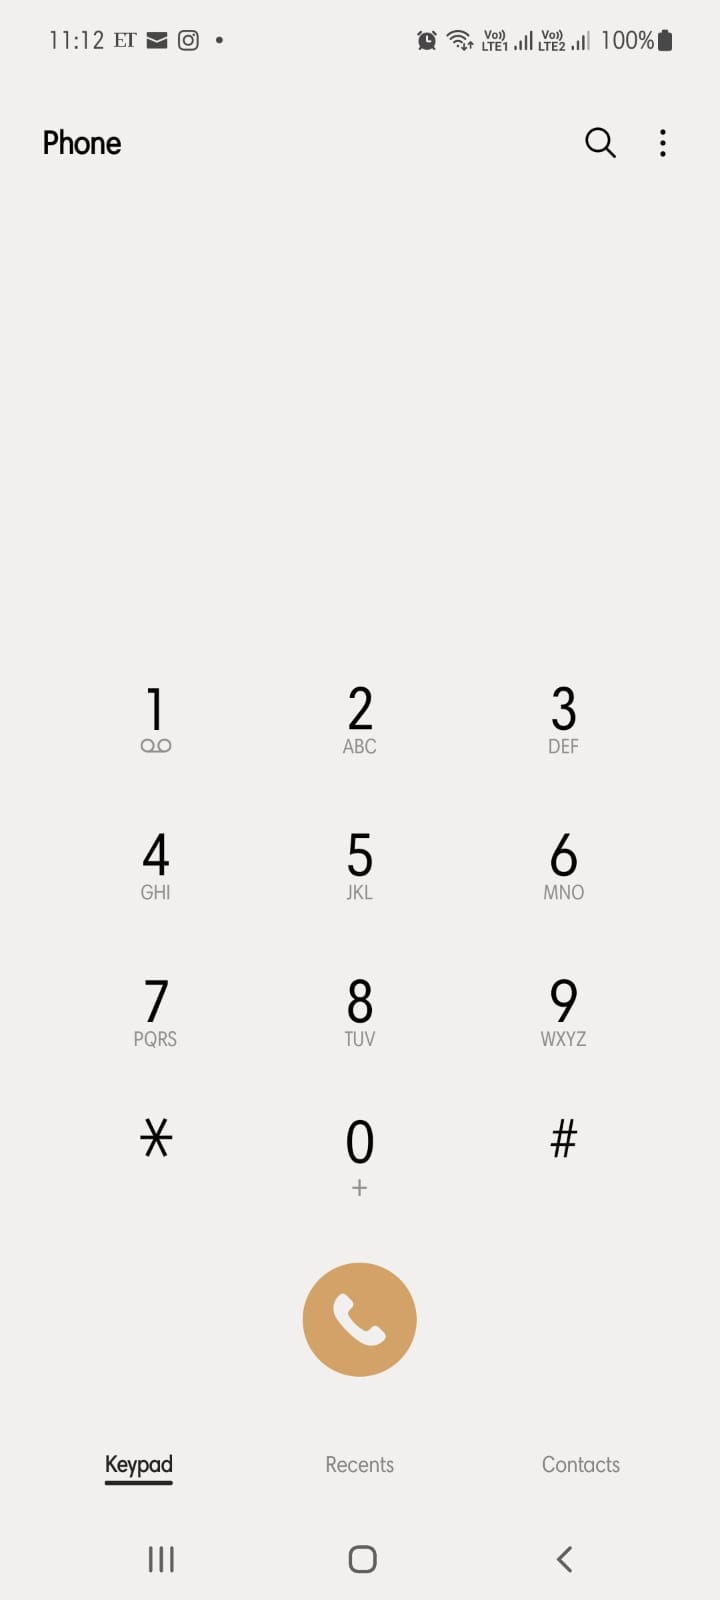 11:12 ET Vo)) LTE1 Vo)) LTE2 100%
Phone
1 2 3
ABC DEF
4 5 6
GHI JKL MNO
7 8 9
PQRS TUV WXYZ
* 0 #
+
Keypad Recents Contacts